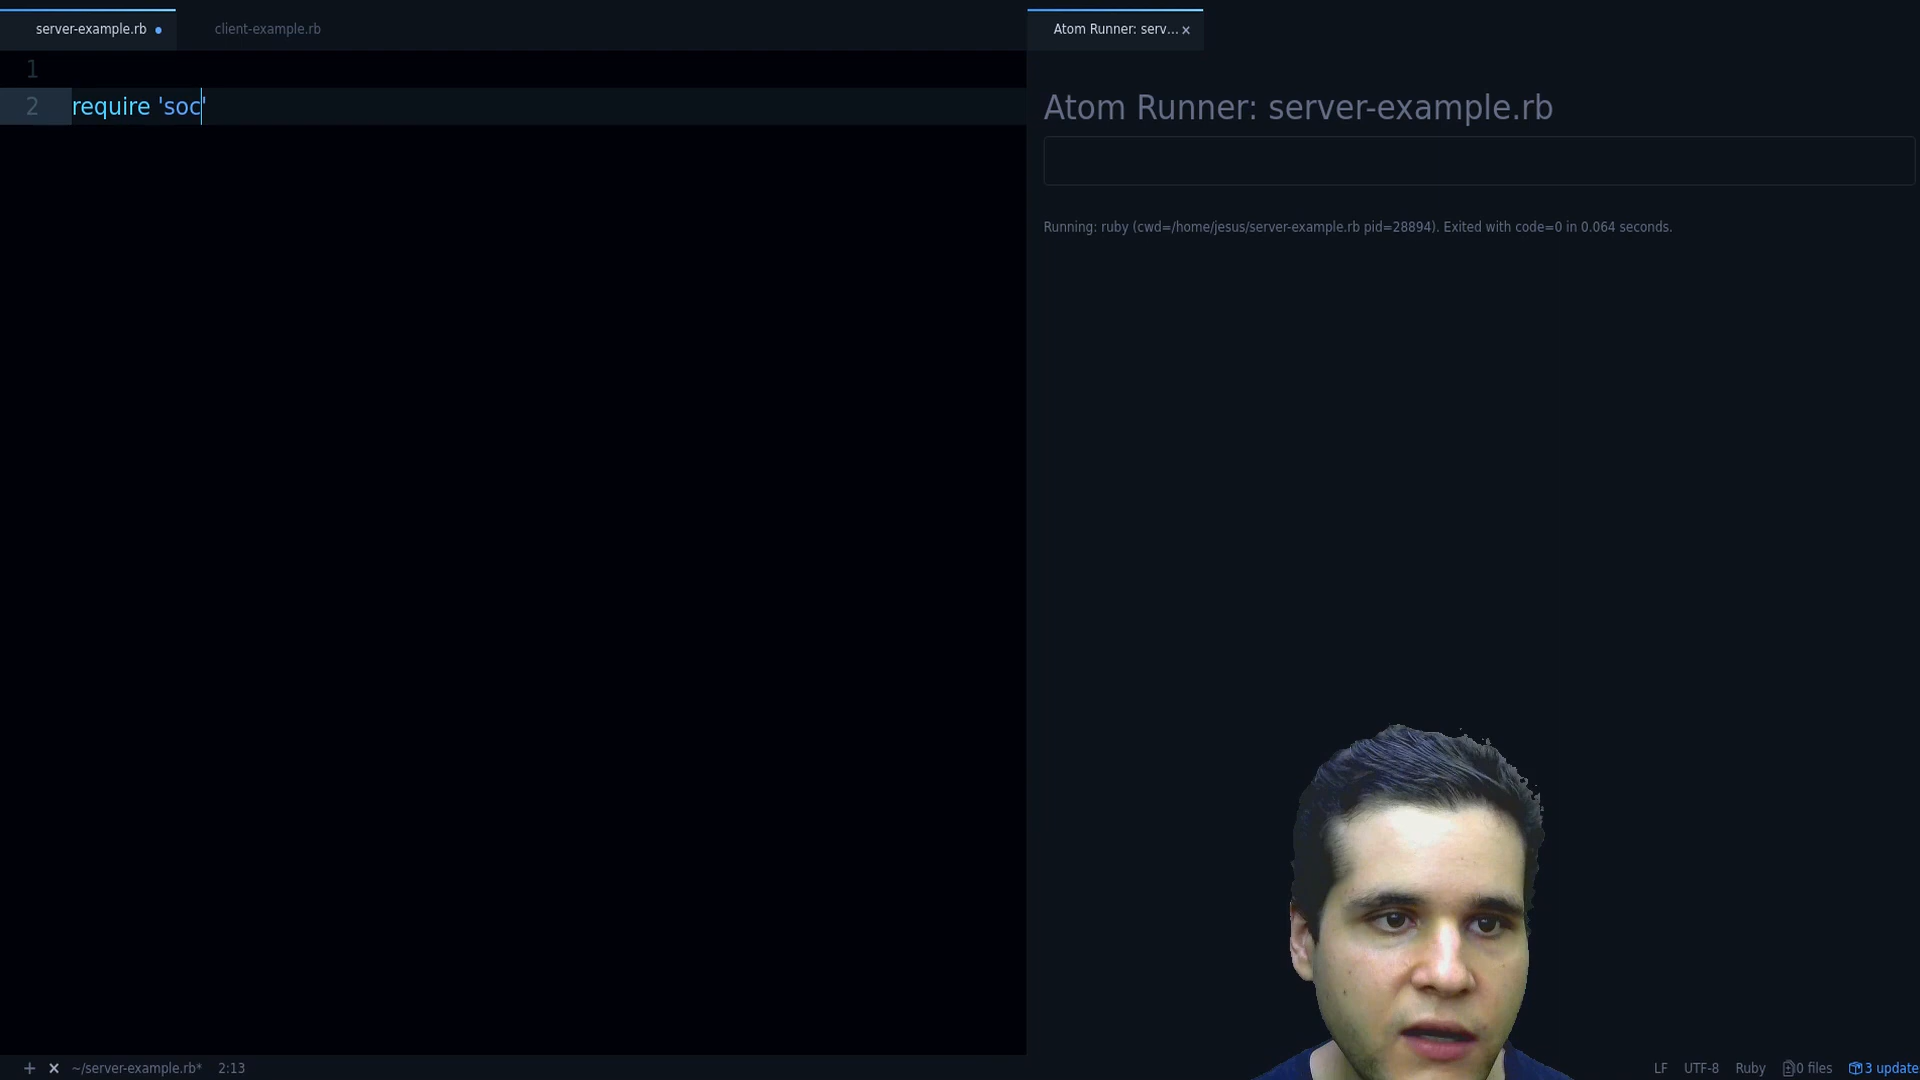 server-example.rb
client-example.rb
Atom Runner: serv...
1
2 require 'soc'
Atom Runner: server-example.rb
Running: ruby (cwd=/home/jesus/server-example.rb pid=28894). Exited with code=0 in 0.064 seconds.
~/server-example.rb* 2:13
LF UTF-8 Ruby 0 files 3 update